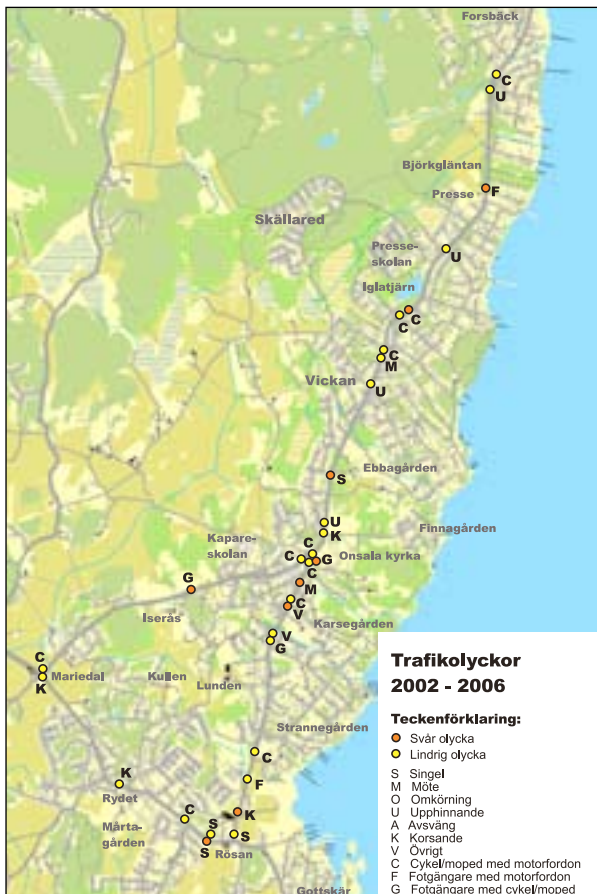 Forsbäck
C
U
Björkgläntan
Presse
F
Skällared
Presse-
skolan
U
Iglatjärn
C
C
C
M
Vickan
U
Ebbagården
S
Finnagården
U
K
Kapare-
skolan
C
C
G
Onsala kyrka
C
G
M
Iserås
C
V
Karsegården
V
G
C
Mariedal
K
Kullen
Lunden
Strannegården
C
F
K
Rydet
K
Mårta-
gården
C
S
S
S
Rösan
Gottskär
Trafikolyckor
2002 - 2006
Teckenförklaring:
Svår olycka
Lindrig olycka
S Singel
M Möte
O Omkörning
U Upphinnande
A Avsväng
K Korsande
V Övrigt
C Cykel/moped med motorfordon
F Fotgängare med motorfordon
G Fotgängare med cykel/moped